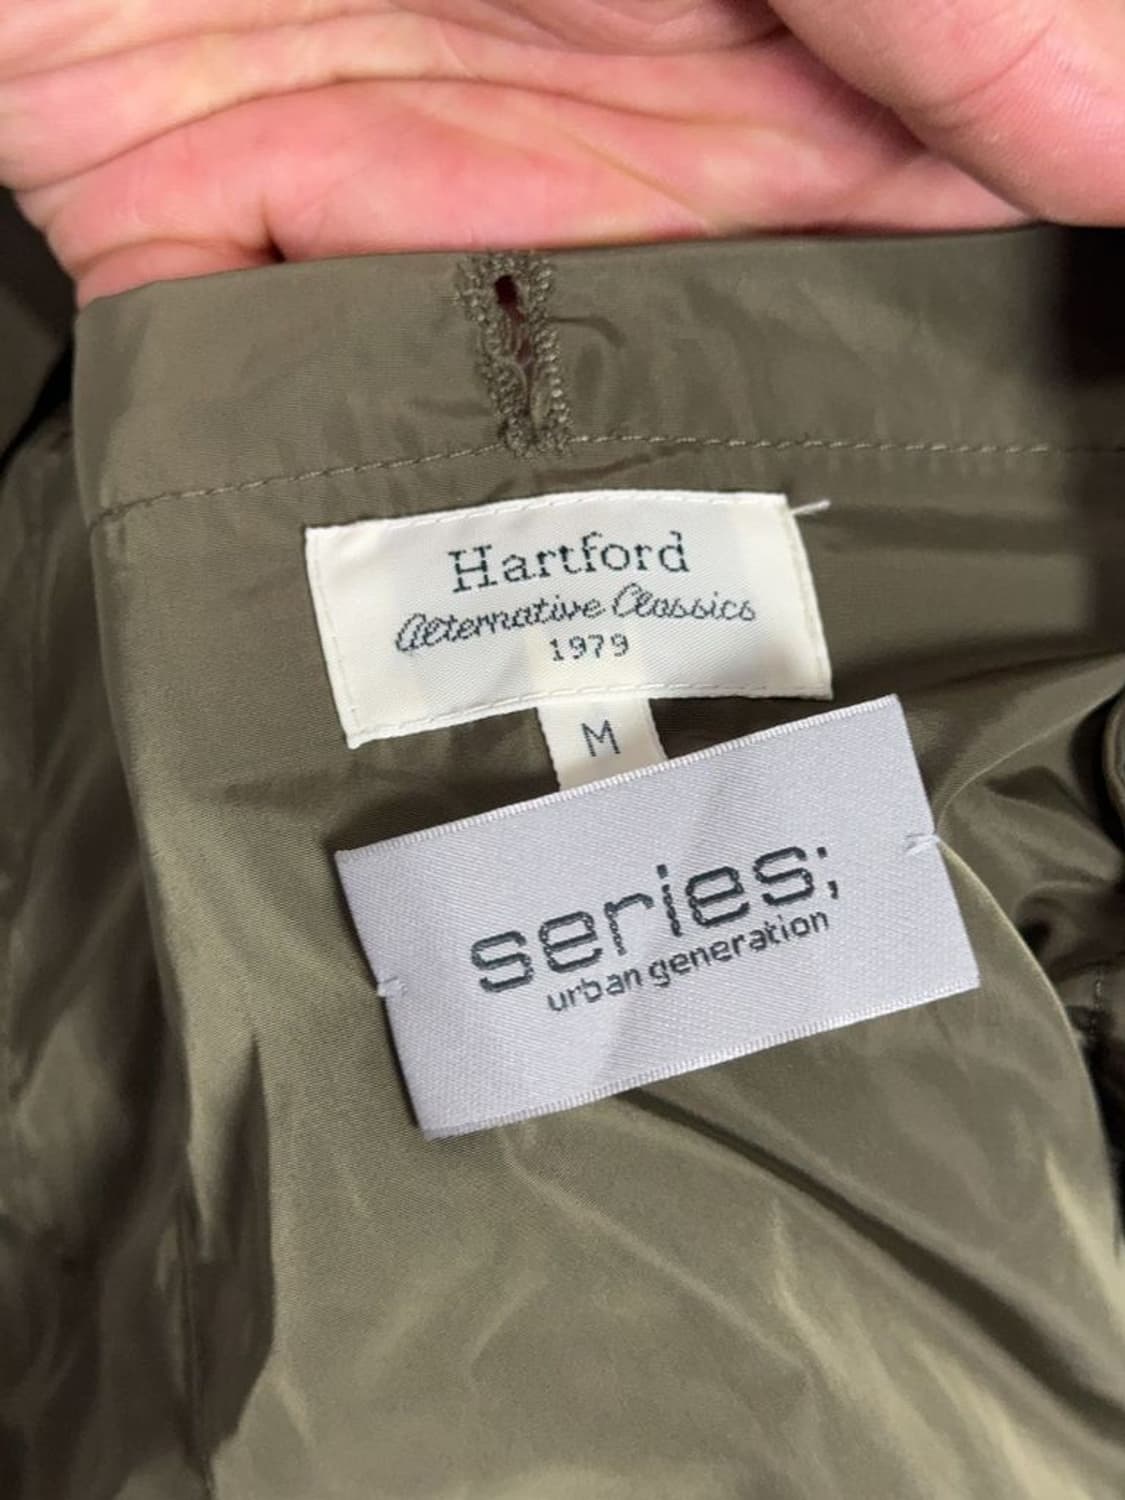 Hartford
Alternative Classics
1979
M
series;
urban generation